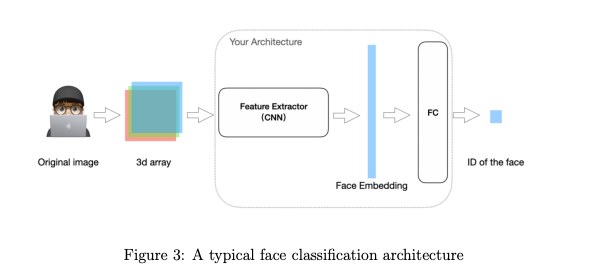 Your Architecture
Feature Extractor
(CNN)
FC
Original image
3d array
Face Embedding
ID of the face
Figure 3: A typical face classification architecture